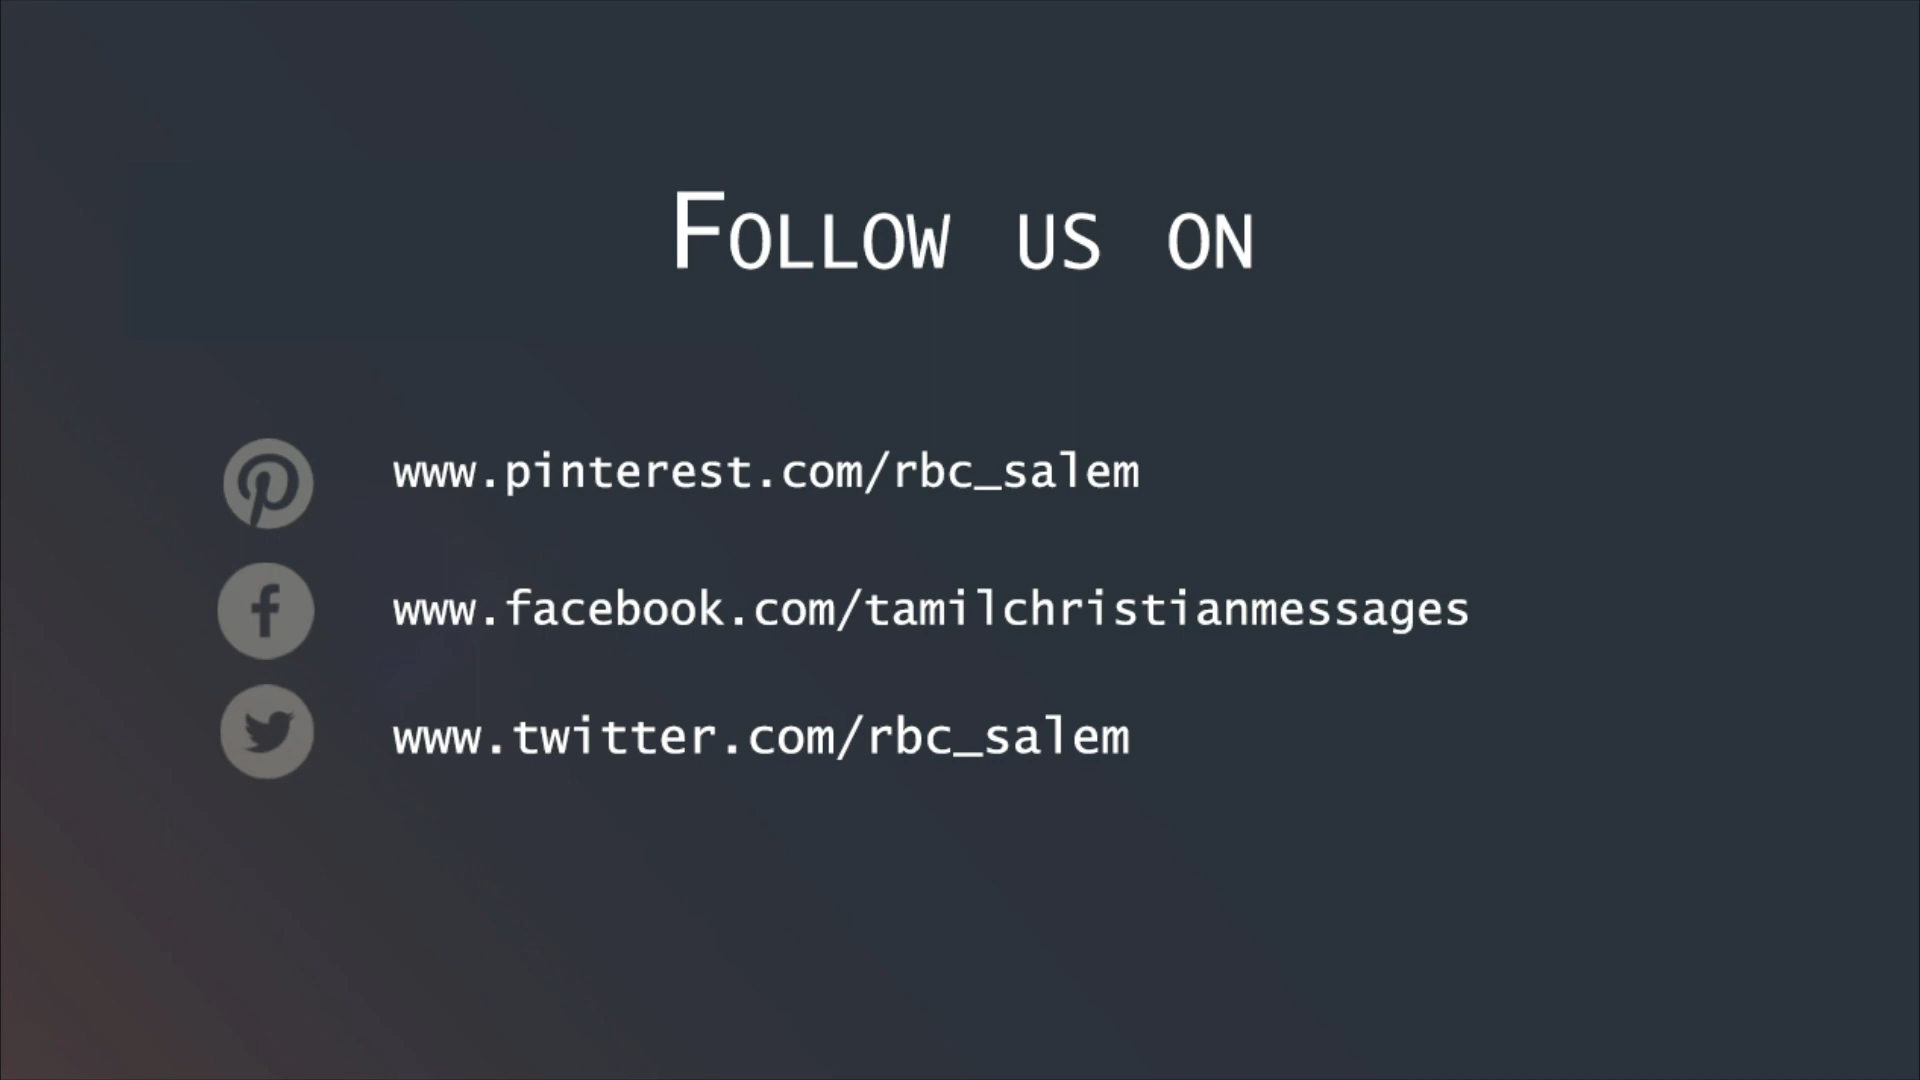 Follow us on
www.pinterest.com/rbc_salem
www.facebook.com/tamilchristianmessages
www.twitter.com/rbc_salem